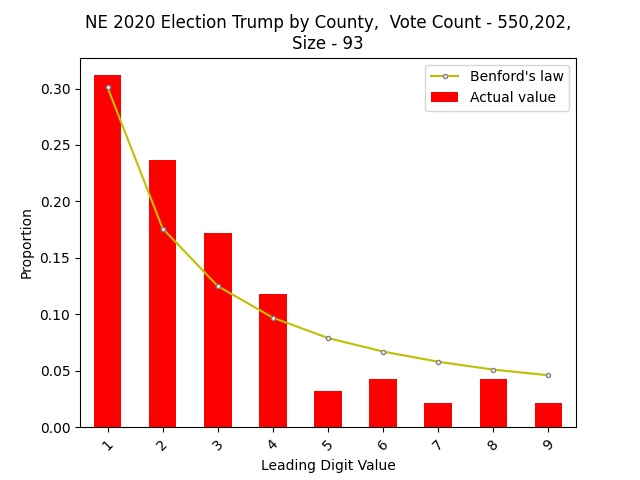 NE 2020 Election Trump by County,  Vote Count - 550,202,
Size - 93
Benford's law
Actual value
Proportion
0.30
0.25
0.20
0.15
0.10
0.05
0.00
1 2 3 4 5 6 7 8 9
Leading Digit Value